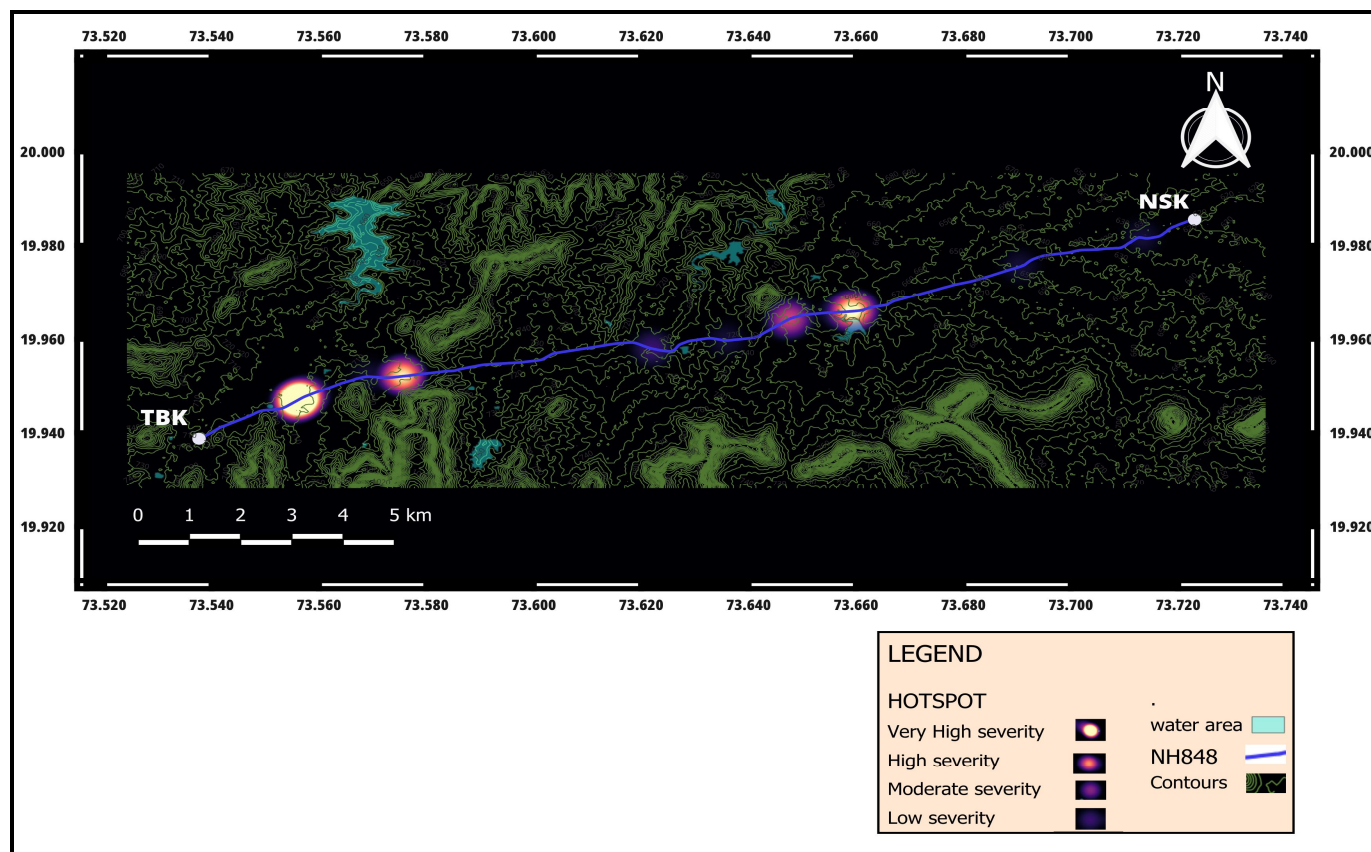 73.520 73.540 73.560 73.580 73.600 73.620 73.640 73.660 73.680 73.700 73.720 73.740
N
20.000 20.000
NSK
19.980 19.980
19.960 19.960
TBK
19.940 19.940
0 1 2 3 4 5 km
19.920 19.920
73.520 73.540 73.560 73.580 73.600 73.620 73.640 73.660 73.680 73.700 73.720 73.740
LEGEND
HOTSPOT
Very High severity
High severity
Moderate severity
Low severity
water area
NH848
Contours